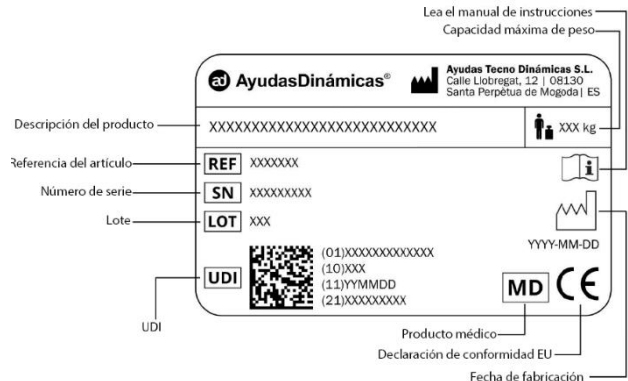 Lea el manual de instrucciones
Capacidad máxima de peso
ad AyudasDinámicas®
Ayudas Tecno Dinámicas S.L.
Calle Llobregat, 12 | 08130
Santa Perpètua de Mogoda| ES
Descripción del producto
XXXXXXXXXXXXXXXXXXXXXXXXXXX
XXX kg
Referencia del artículo
REF XXXXXXX
Número de serie
SN XXXXXXXXX
Lote
LOT XXX
YYYY-MM-DD
UDI
(01)XXXXXXXXXXXXX
(10)XXX
(11)YYMMDD
(21)XXXXXXXXX
MD CE
UDI
Producto médico
Declaración de conformidad EU
Fecha de fabricación